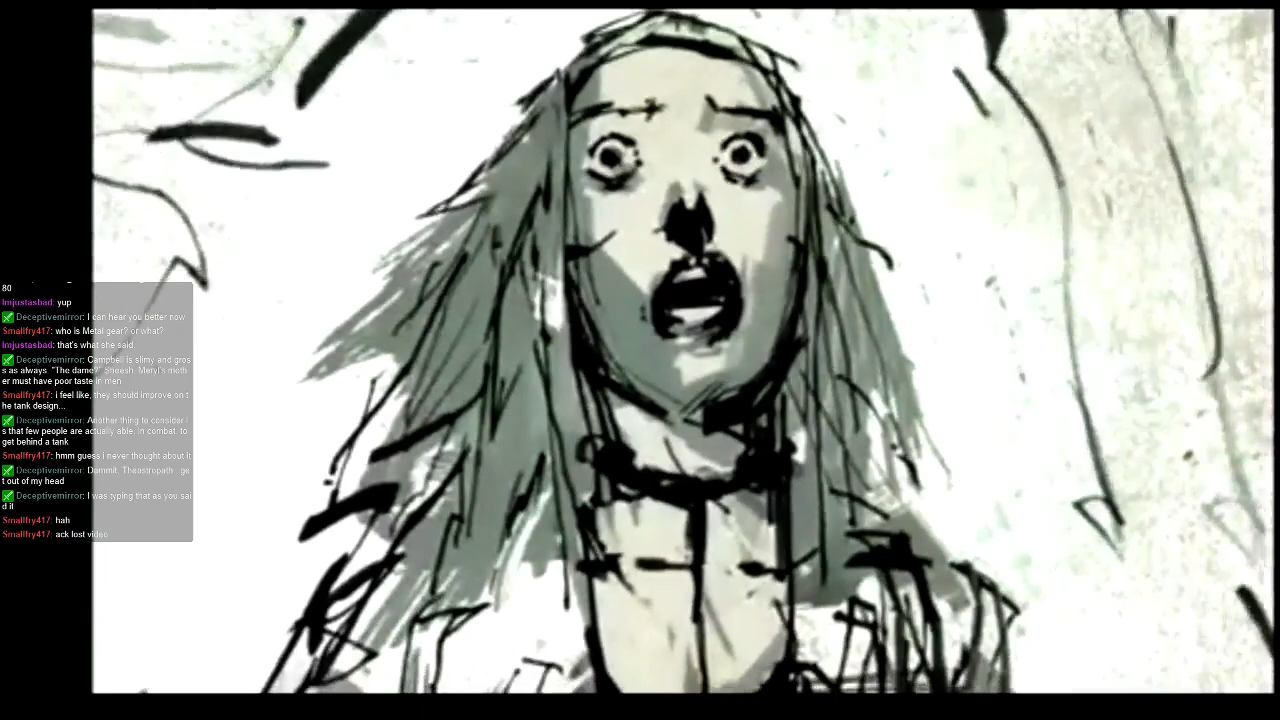 80
Imjustasbad: yup
Deceptivemirror: I can hear you better now
Smallfry417: who is Metal gear? or what?
Imjustasbad: that's what she said.
Deceptivemirror: Campbell is slimy and gros
s as always. "The dame?" Sheesh. Meryl's moth
er must have poor taste in men
Smallfry417: i feel like, they should improve on t
he tank design...
Deceptivemirror: Another thing to consider i
s that few people are actually able, in combat, to
get behind a tank
Smallfry417: hmm guess i never thought about it
Deceptivemirror: Dammit, Theostropath, ge
t out of my head
Deceptivemirror: I was typing that as you sai
d it
Smallfry417: hah
Smallfry417: ack lost video